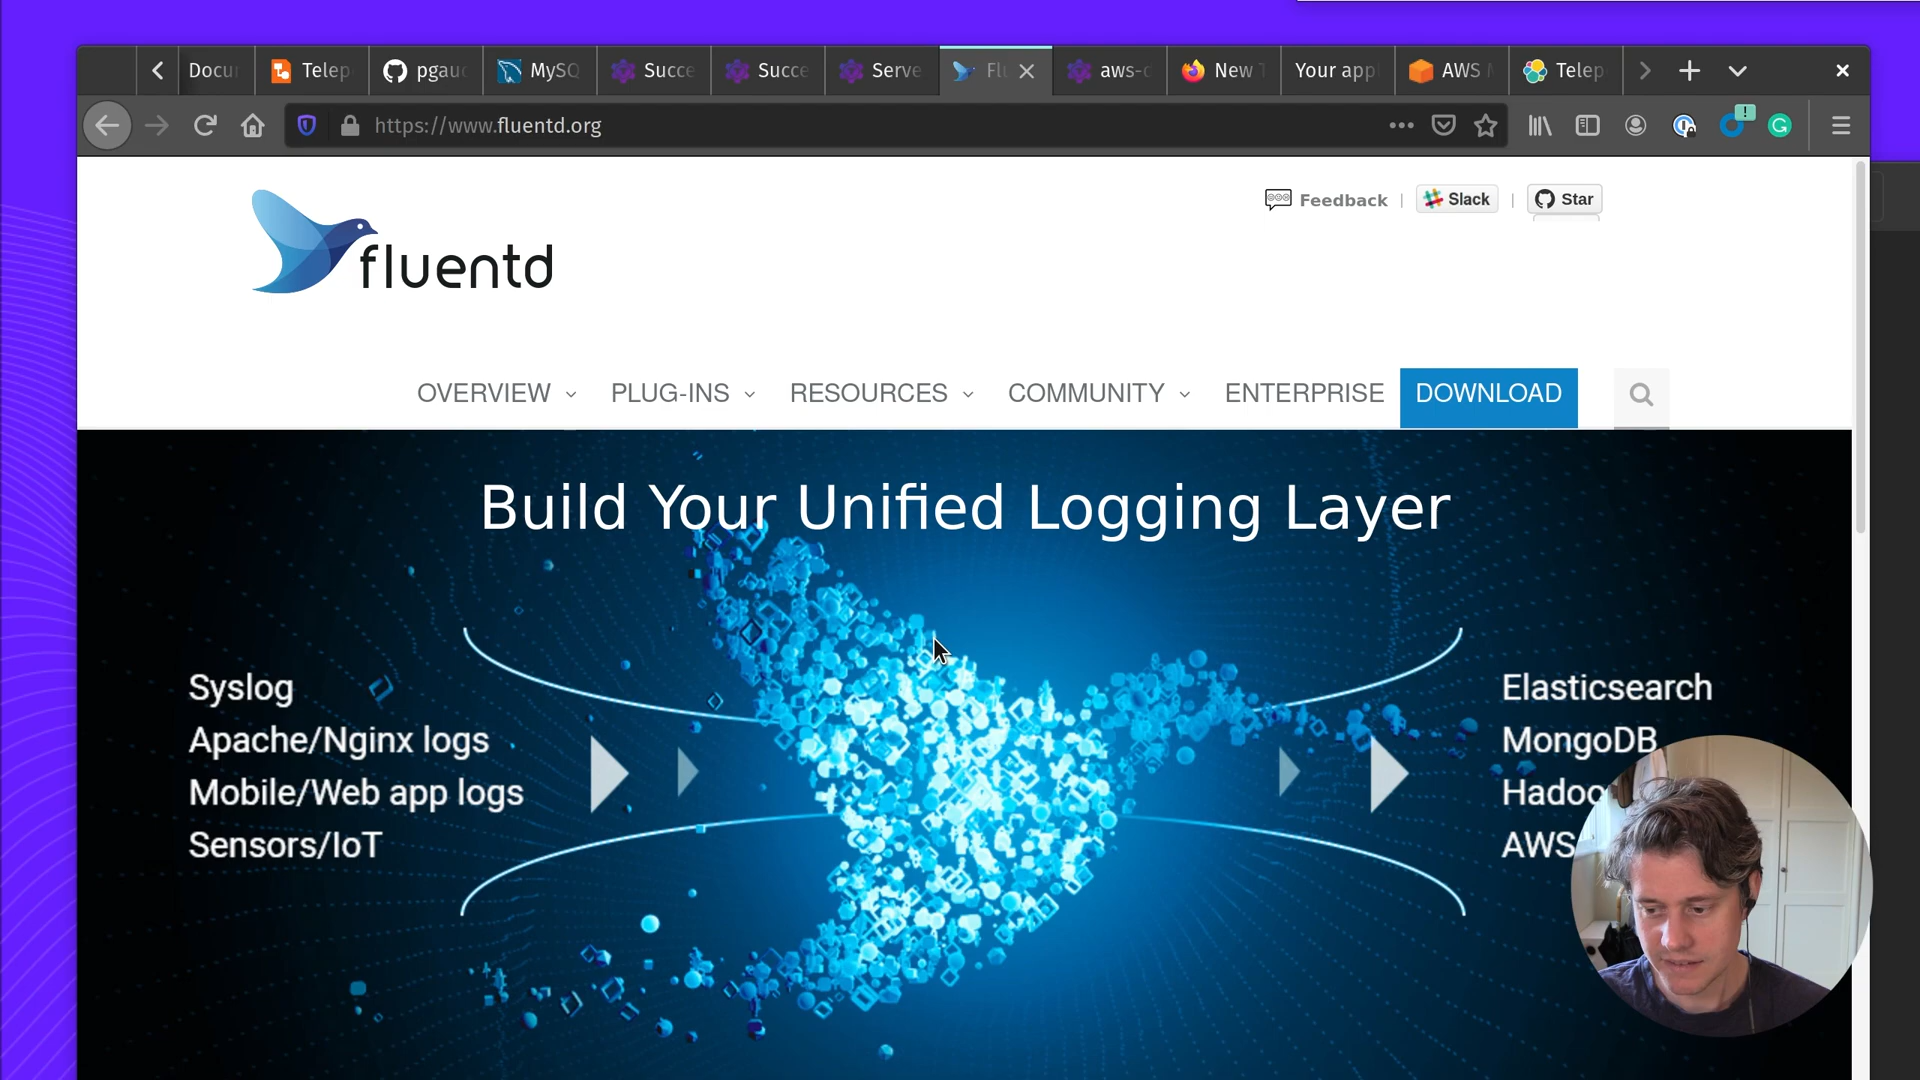 Docu
Telep
pgau
MySQ
Succe
Succe
Serve
Fl
aws-c
New T
Your app
AWS
Telep
https://www.fluentd.org
Feedback | Slack | Star
fluentd
OVERVIEW PLUG-INS RESOURCES COMMUNITY ENTERPRISE DOWNLOAD
Build Your Unified Logging Layer
Syslog
Apache/Nginx logs
Mobile/Web app logs
Sensors/IoT
Elasticsearch
MongoDB
Hadoo
AWS